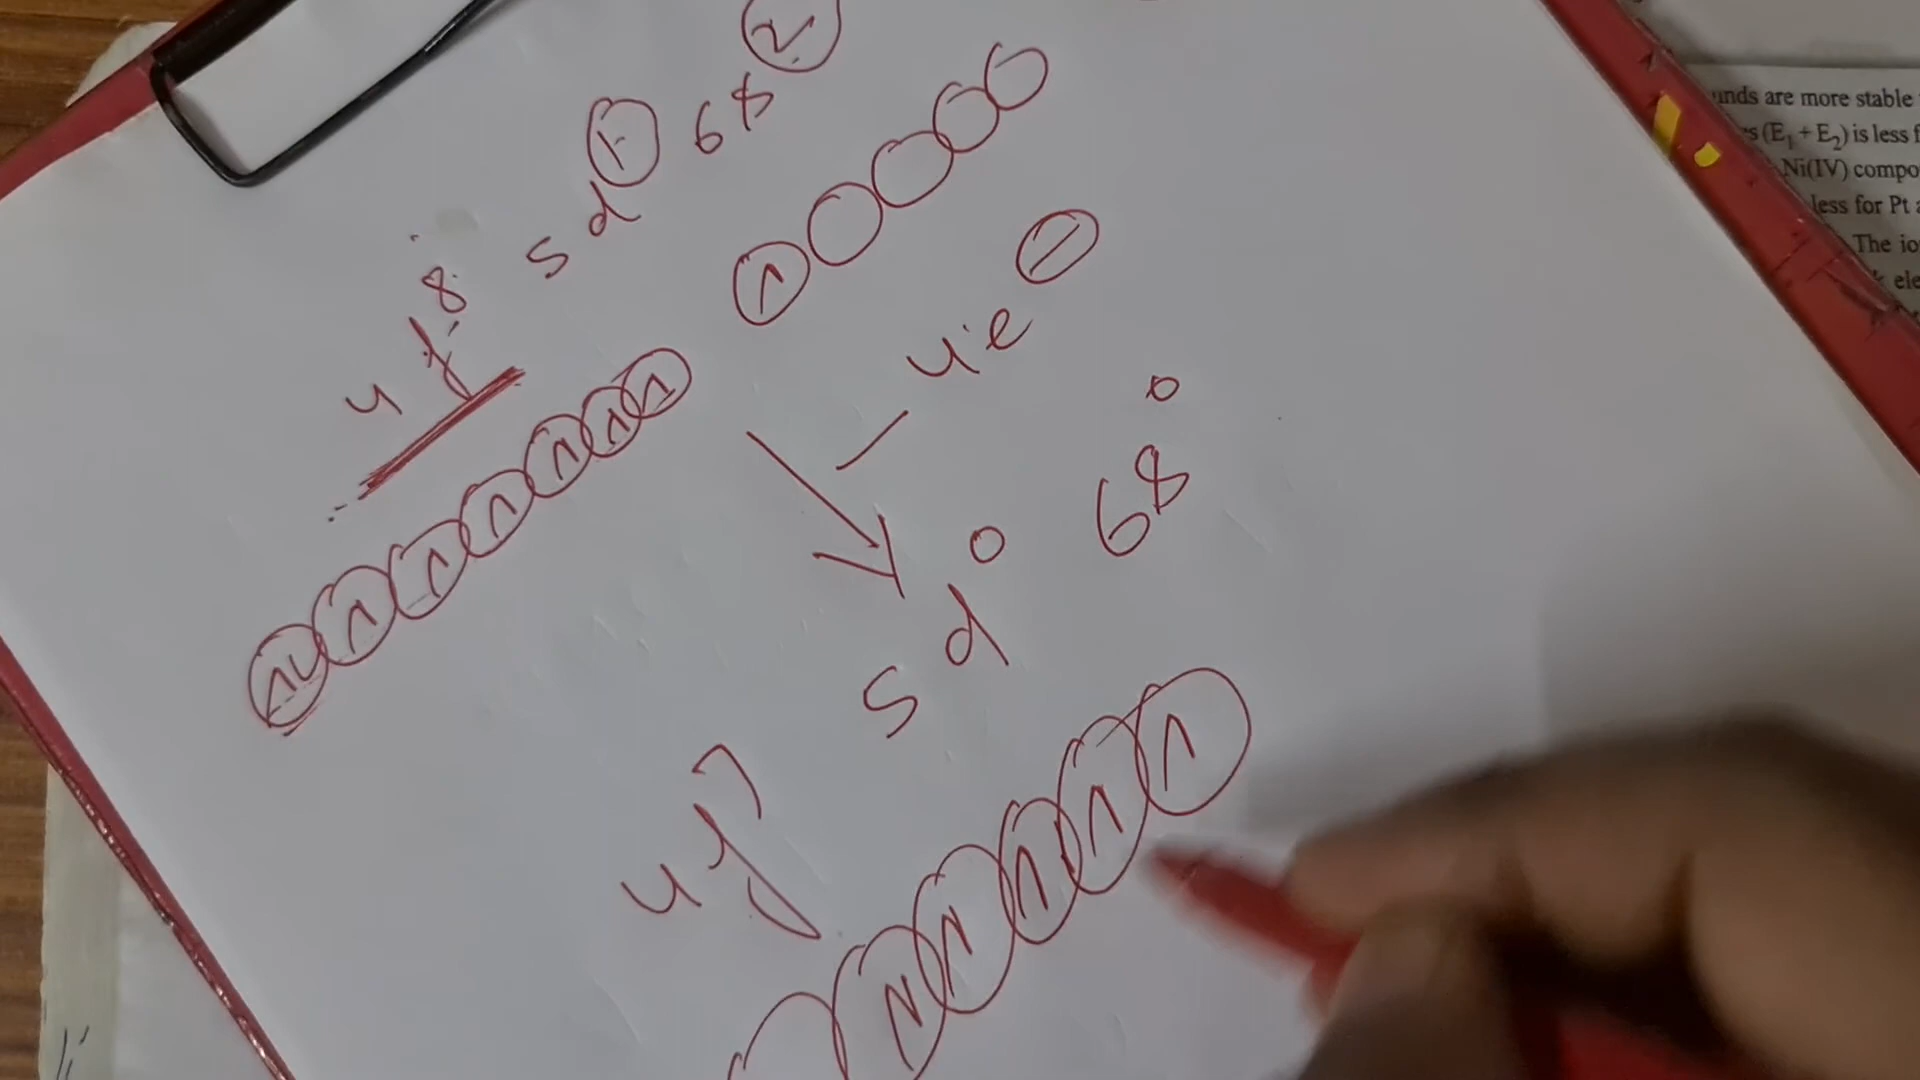 4f⁸ 5d¹ 6s²
– 4e⊖
4f⁷ 5d⁰ 6s⁰
unds are more stable
s (E₁ + E₂) is less f
Ni(IV) compo
less for Pt a
The io
ele